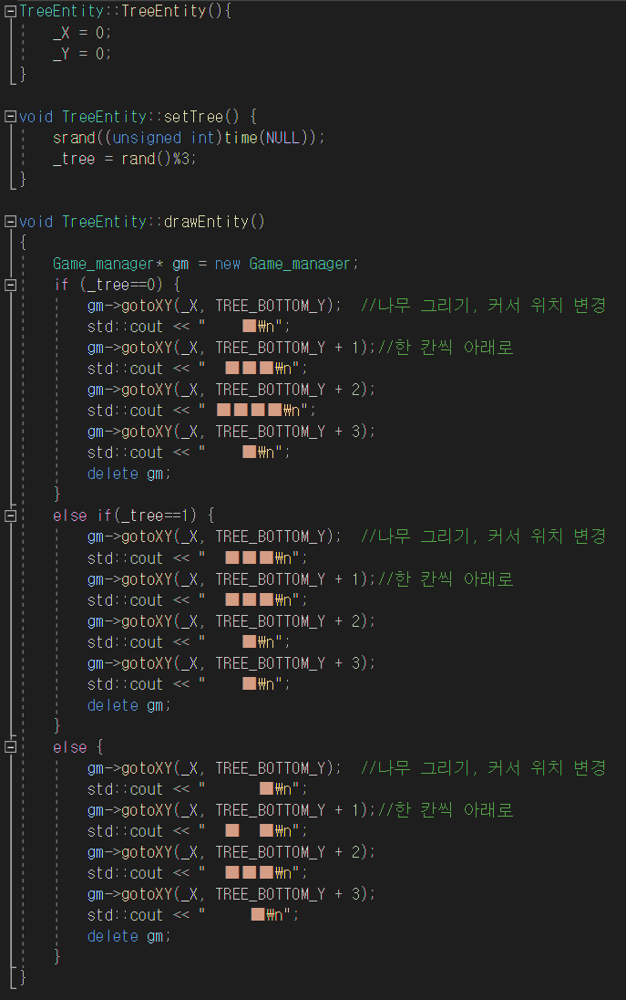 TreeEntity::TreeEntity(){
    _X = 0;
    _Y = 0;
}

void TreeEntity::setTree() {
    srand((unsigned int)time(NULL));
    _tree = rand()%3;
}

void TreeEntity::drawEntity()
{
    Game_manager* gm = new Game_manager;
    if (_tree==0) {
        gm->gotoXY(_X, TREE_BOTTOM_Y);  //나무 그리기, 커서 위치 변경
        std::cout << "    ■₩n";
        gm->gotoXY(_X, TREE_BOTTOM_Y + 1);//한 칸씩 아래로
        std::cout << "  ■■■₩n";
        gm->gotoXY(_X, TREE_BOTTOM_Y + 2);
        std::cout << " ■■■■₩n";
        gm->gotoXY(_X, TREE_BOTTOM_Y + 3);
        std::cout << "    ■₩n";
        delete gm;
    }
    else if(_tree==1) {
        gm->gotoXY(_X, TREE_BOTTOM_Y);  //나무 그리기, 커서 위치 변경
        std::cout << "  ■■■₩n";
        gm->gotoXY(_X, TREE_BOTTOM_Y + 1);//한 칸씩 아래로
        std::cout << "  ■■■₩n";
        gm->gotoXY(_X, TREE_BOTTOM_Y + 2);
        std::cout << "    ■₩n";
        gm->gotoXY(_X, TREE_BOTTOM_Y + 3);
        std::cout << "    ■₩n";
        delete gm;
    }
    else {
        gm->gotoXY(_X, TREE_BOTTOM_Y);  //나무 그리기, 커서 위치 변경
        std::cout << "      ■₩n";
        gm->gotoXY(_X, TREE_BOTTOM_Y + 1);//한 칸씩 아래로
        std::cout << "  ■  ■₩n";
        gm->gotoXY(_X, TREE_BOTTOM_Y + 2);
        std::cout << "  ■■■₩n";
        gm->gotoXY(_X, TREE_BOTTOM_Y + 3);
        std::cout << "     ■₩n";
        delete gm;
    }
}